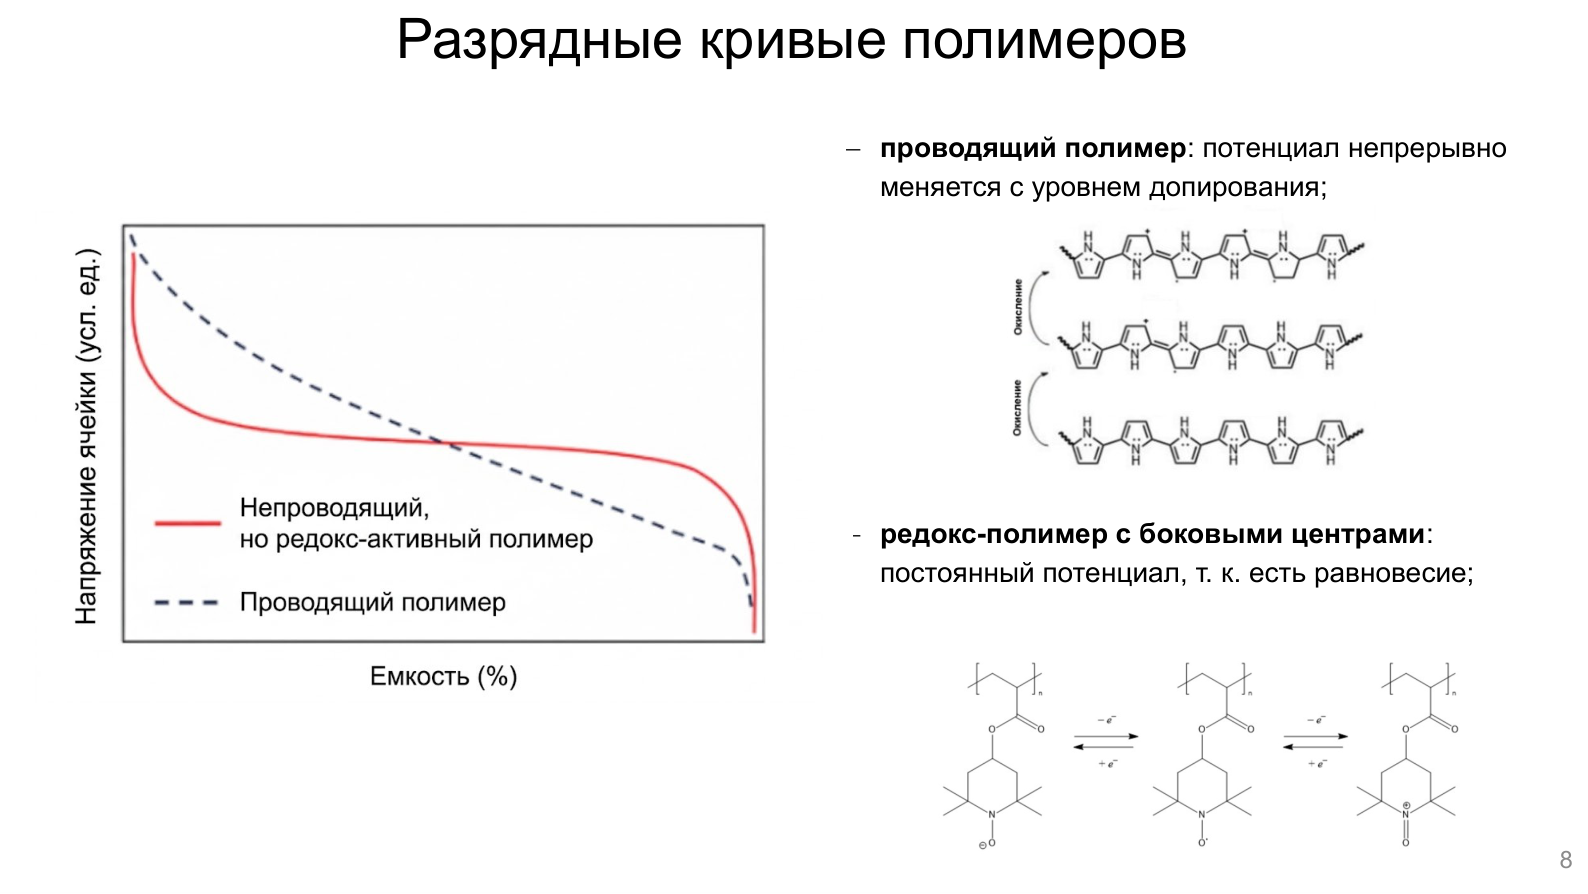 Разрядные кривые полимеров
Напряжение ячейки (усл. ед.)
Непроводящий,
но редокс-активный полимер
Проводящий полимер
Емкость (%)
– проводящий полимер: потенциал непрерывно
меняется с уровнем допирования;
H H H
N N N
N N N
H H H
Окисление
H H H
N N N
N N N
H H H
Окисление
H H H
N N N
N N N
H H H
- редокс-полимер с боковыми центрами:
постоянный потенциал, т. к. есть равновесие;
n n n
O O O O O O
– e⁻ – e⁻
+ e⁻ + e⁻
N N N
⊖O O· O
8